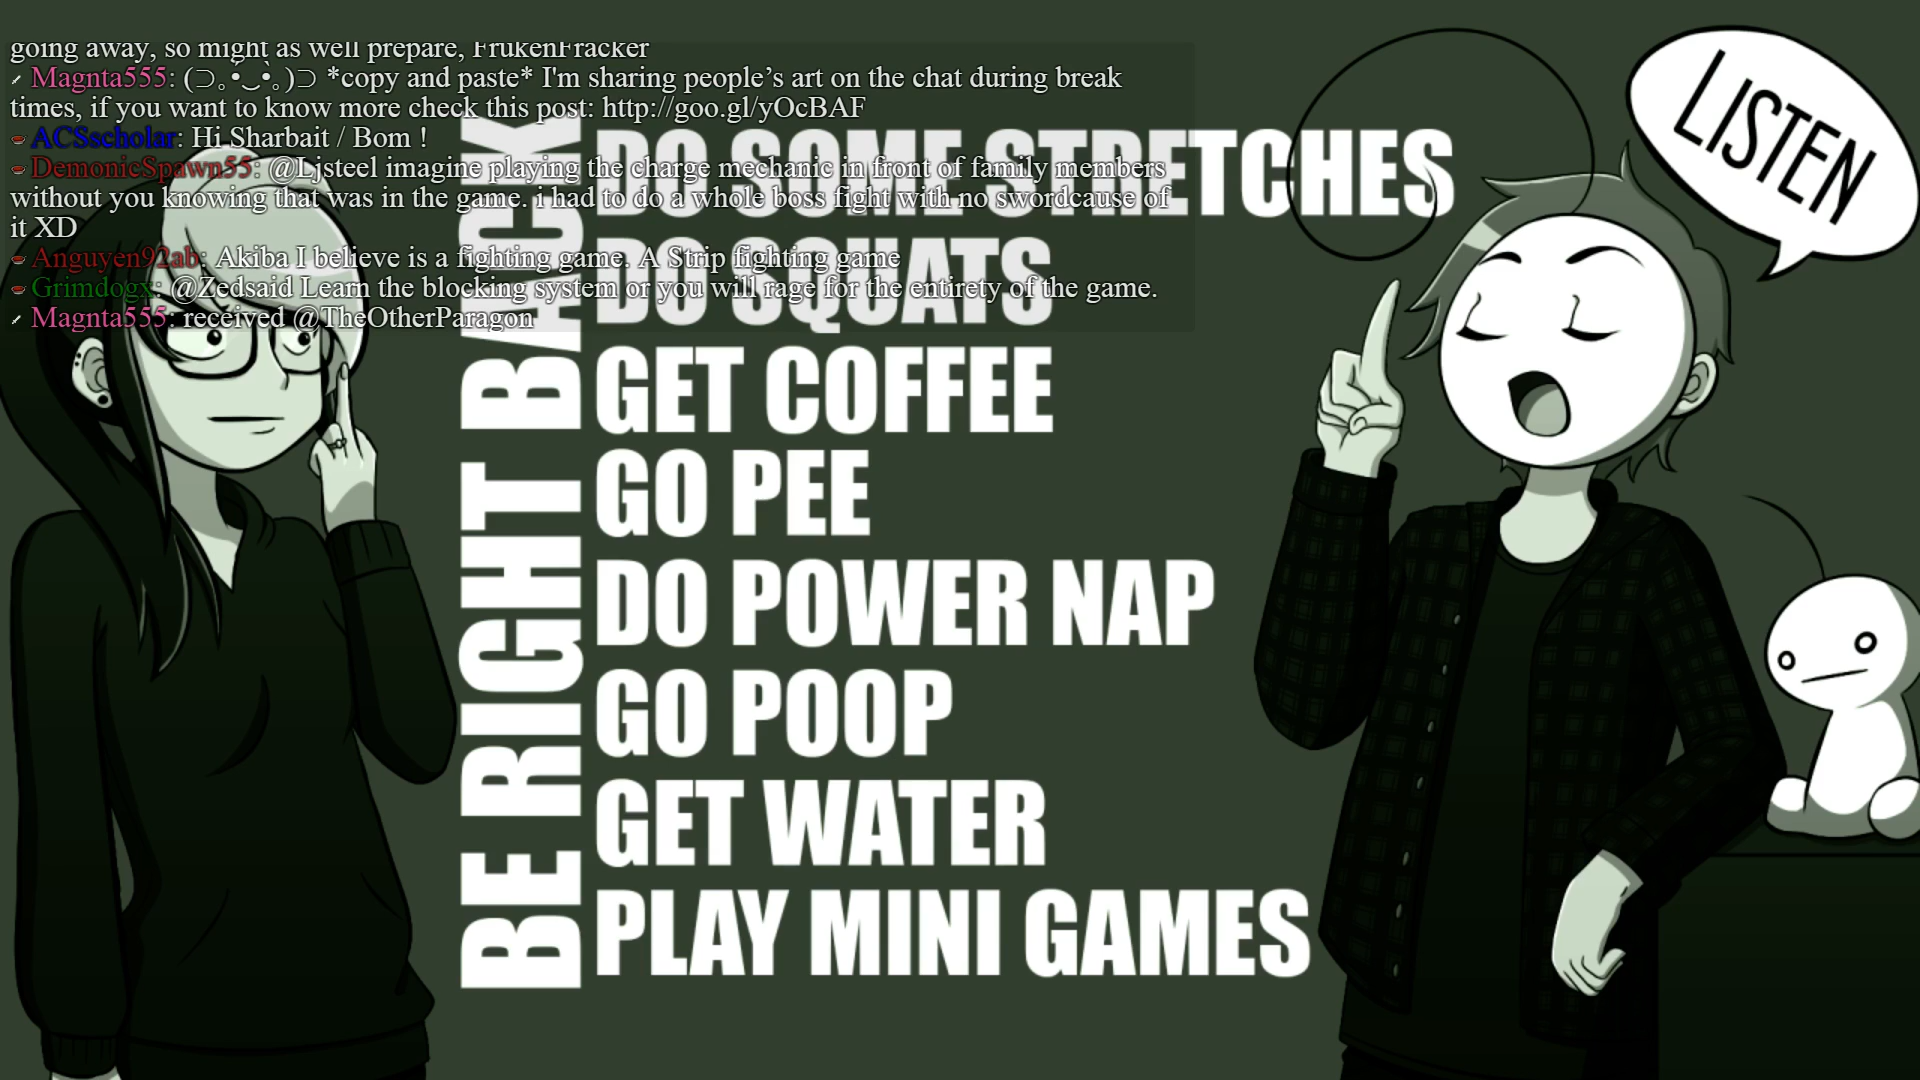 going away, so might as well prepare, FrukenFracker
Magnta555: (⊃｡•́‿•̀｡)⊃ *copy and paste* I'm sharing people’s art on the chat during break
times, if you want to know more check this post: http://goo.gl/yOcBAF
ACSscholar: Hi Sharbait / Bom !
DemonicSpawn55: @Ljsteel imagine playing the charge mechanic in front of family members
without you knowing that was in the game. i had to do a whole boss fight with no swordcause of
it XD
Anguyen92ab: Akiba I believe is a fighting game. A Strip fighting game
Grimdogx: @Zedsaid Learn the blocking system or you will rage for the entirety of the game.
Magnta555: received @TheOtherParagon
BE RIGHT BACK
DO SOME STRETCHES
DO SQUATS
GET COFFEE
GO PEE
DO POWER NAP
GO POOP
GET WATER
PLAY MINI GAMES
LISTEN